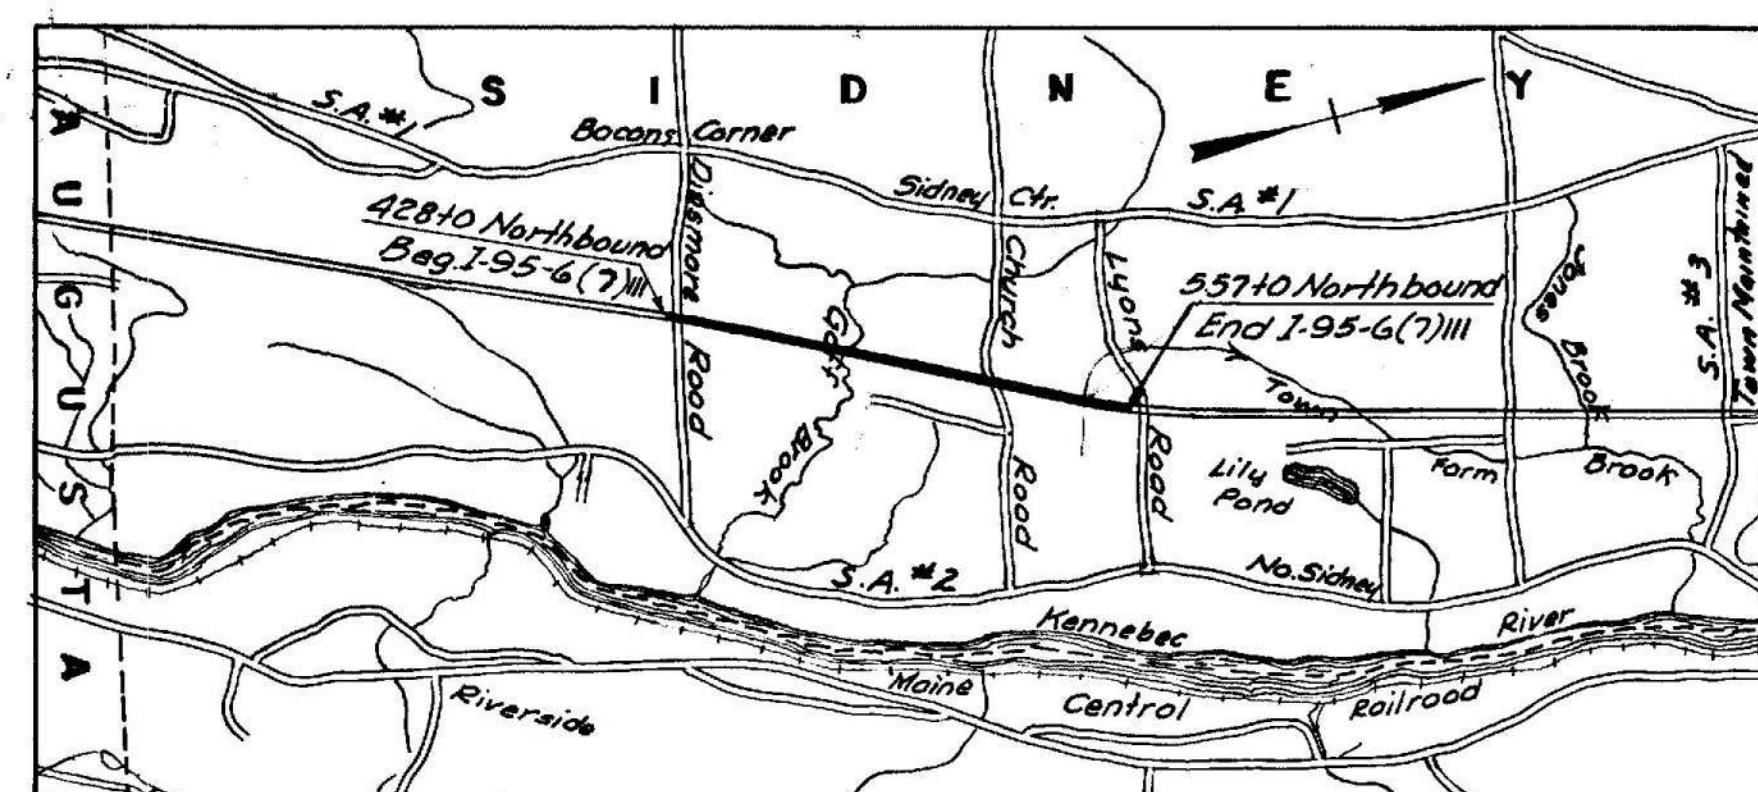 S I D N E Y
A U G U S T A
S.A. #1
Bacons Corner
Sidney Ctr.
S.A. #1
428+0 Northbound
Beg. I-95-6(7)111
557+0 Northbound
End I-95-6(7)111
Dinsmore Road
Goff Brook
Church Road
Lyons Road
Town Farm Brook
Jones Brook
S.A. #3
Town Maintained
Lily
Pond
S.A. #2
No. Sidney
Kennebec River
Maine Central Railroad
Riverside